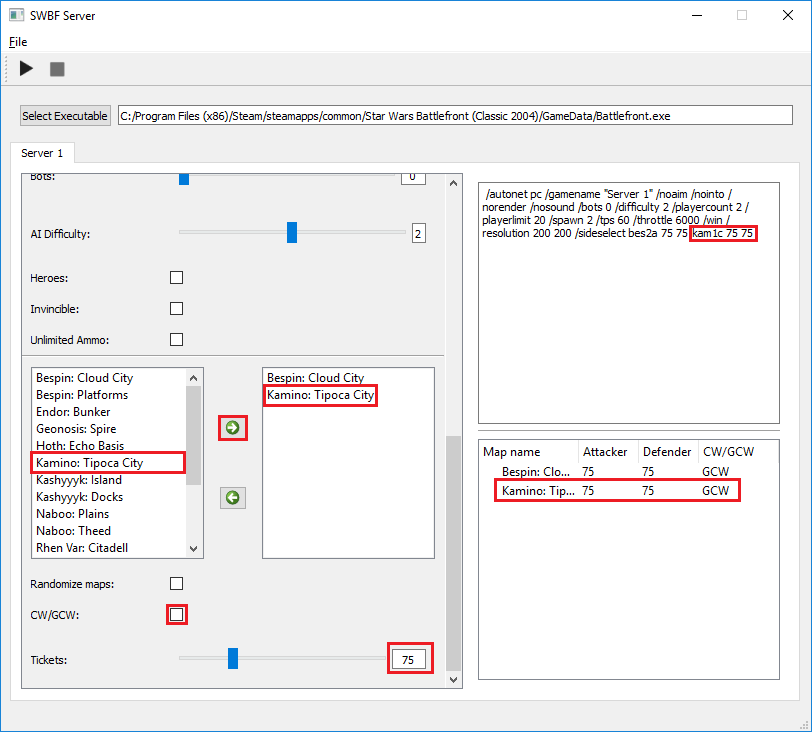 SWBF Server
File
Select Executable
C:/Program Files (x86)/Steam/steamapps/common/Star Wars Battlefront (Classic 2004)/GameData/Battlefront.exe
Server 1
Bots:
0
AI Difficulty:
2
Heroes:
Invincible:
Unlimited Ammo:
Bespin: Cloud City
Bespin: Platforms
Endor: Bunker
Geonosis: Spire
Hoth: Echo Basis
Kamino: Tipoca City
Kashyyyk: Island
Kashyyyk: Docks
Naboo: Plains
Naboo: Theed
Rhen Var: Citadell
Bespin: Cloud City
Kamino: Tipoca City
Randomize maps:
CW/GCW:
Tickets:
75
/autonet pc /gamename "Server 1" /noaim /nointo /
norender /nosound /bots 0 /difficulty 2 /playercount 2 /
playerlimit 20 /spawn 2 /tps 60 /throttle 6000 /win /
resolution 200 200 /sideselect bes2a 75 75 kam1c 75 75
Map name Attacker Defender CW/GCW
Bespin: Clo... 75 75 GCW
Kamino: Tip... 75 75 GCW